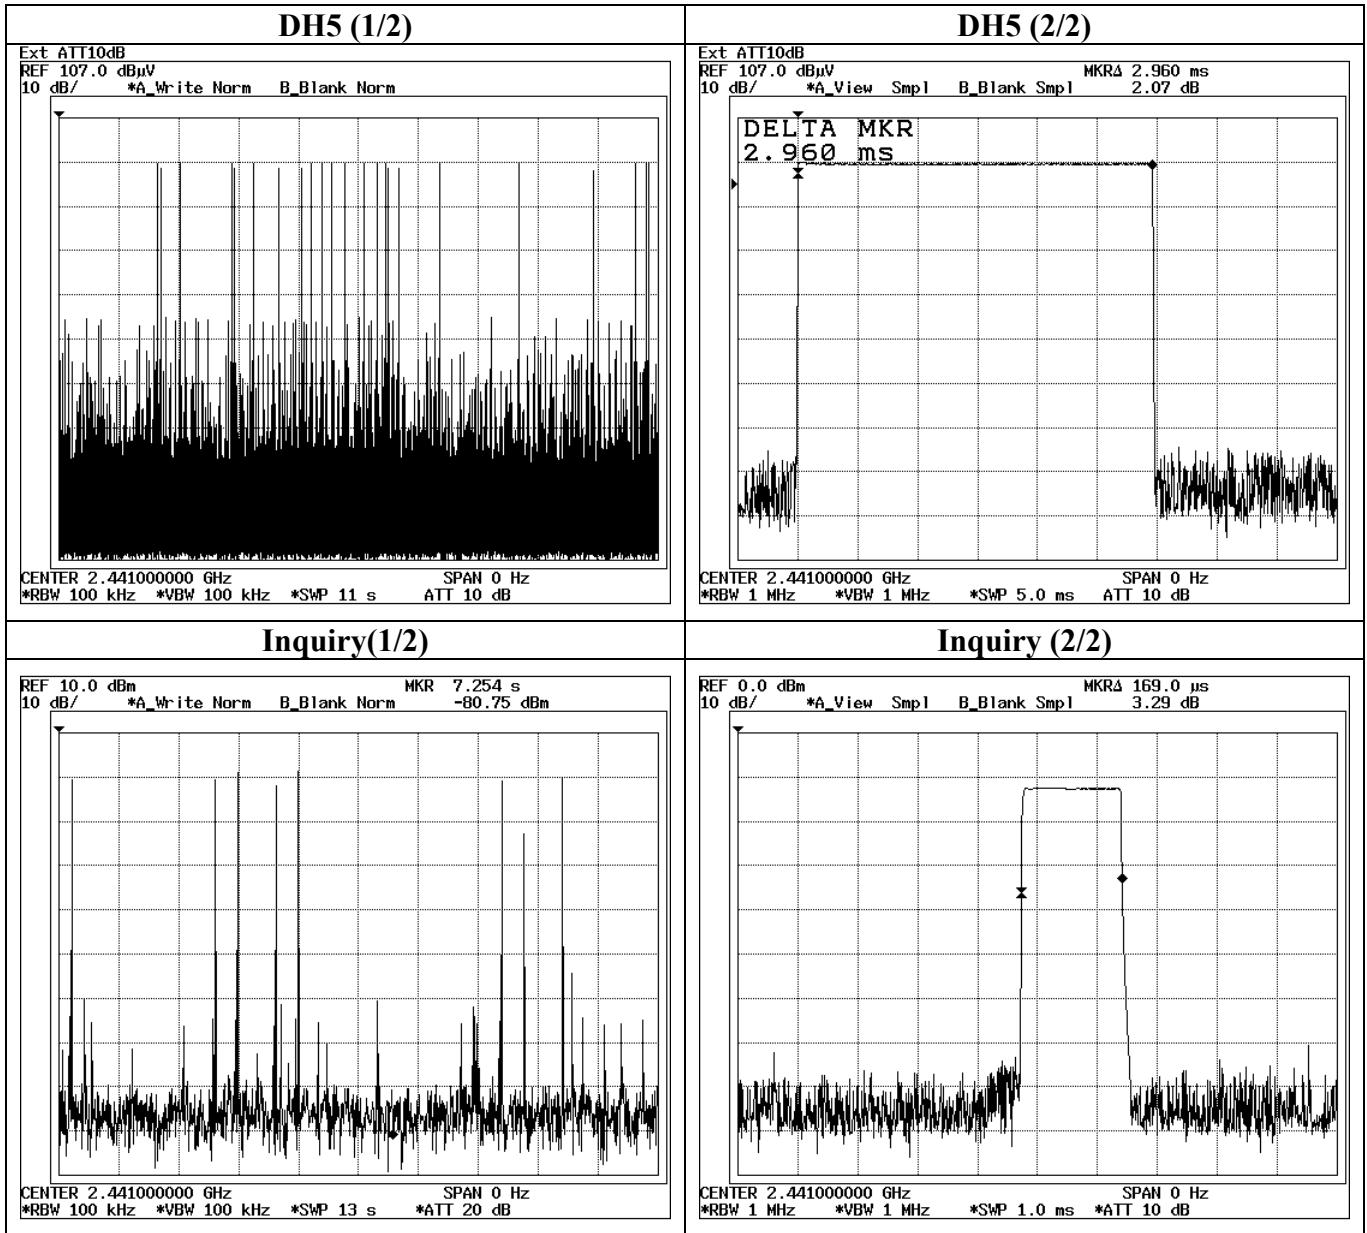 DH5 (1/2)
Ext ATT10dB
REF 107.0 dBµV
10 dB/ *A_Write Norm B_Blank Norm
CENTER 2.441000000 GHz SPAN 0 Hz
*RBW 100 kHz *VBW 100 kHz *SWP 11 s ATT 10 dB
DH5 (2/2)
Ext ATT10dB
REF 107.0 dBµV MKRΔ 2.960 ms
10 dB/ *A_View Smpl B_Blank Smpl 2.07 dB
DELTA MKR
2.960 ms
CENTER 2.441000000 GHz SPAN 0 Hz
*RBW 1 MHz *VBW 1 MHz *SWP 5.0 ms ATT 10 dB
Inquiry(1/2)
REF 10.0 dBm MKR 7.254 s
10 dB/ *A_Write Norm B_Blank Norm -80.75 dBm
CENTER 2.441000000 GHz SPAN 0 Hz
*RBW 100 kHz *VBW 100 kHz *SWP 13 s *ATT 20 dB
Inquiry (2/2)
REF 0.0 dBm MKRΔ 169.0 µs
10 dB/ *A_View Smpl B_Blank Smpl 3.29 dB
CENTER 2.441000000 GHz SPAN 0 Hz
*RBW 1 MHz *VBW 1 MHz *SWP 1.0 ms *ATT 10 dB